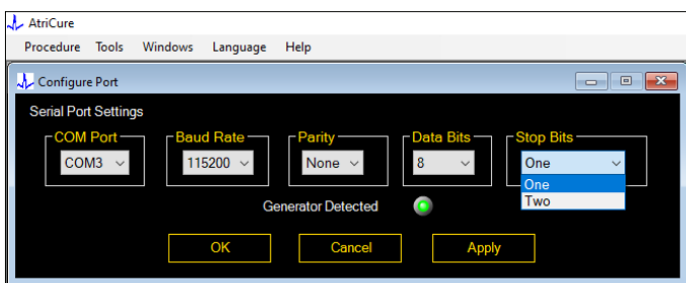 AtriCure
Procedure Tools Windows Language Help
Configure Port
Serial Port Settings
COM Port Baud Rate Parity Data Bits Stop Bits
COM3 115200 None 8 One
One
Two
Generator Detected
OK Cancel Apply